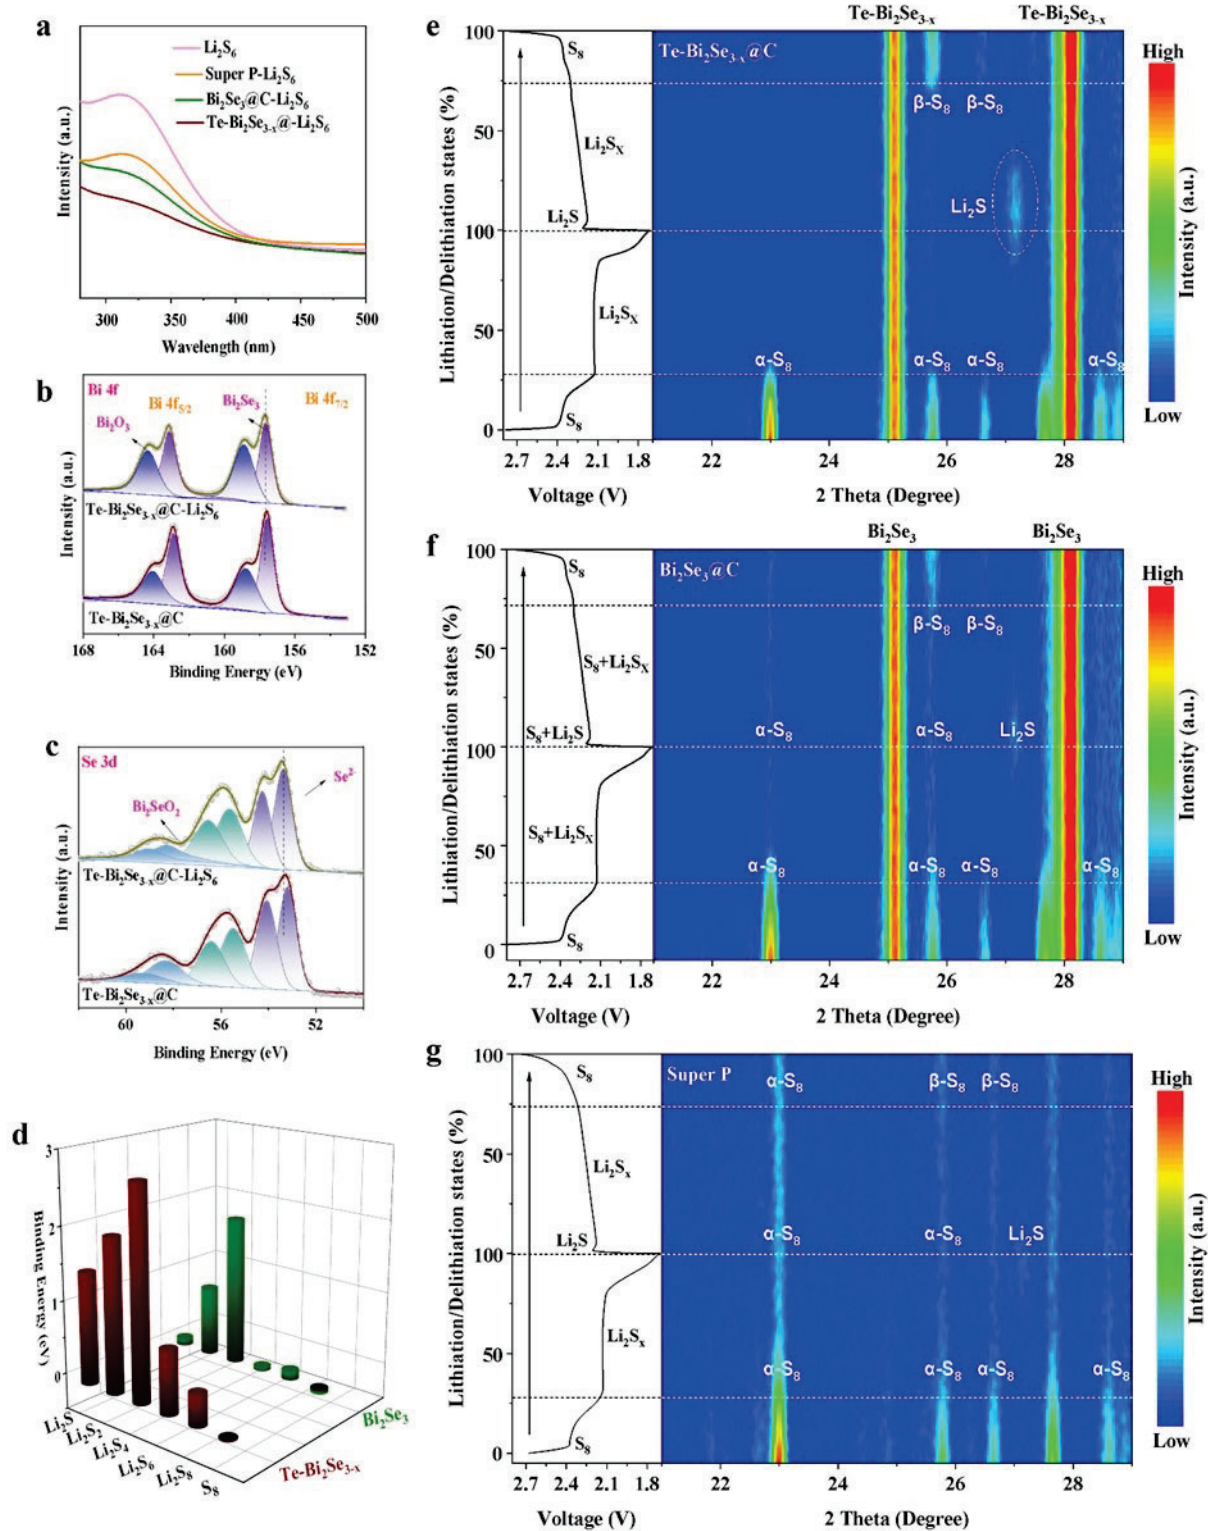 a
Li₂S₆
Super P-Li₂S₆
Bi₂Se₃@C-Li₂S₆
Te-Bi₂Se₃₋ₓ@-Li₂S₆
Intensity (a.u.)
300 350 400 450 500
Wavelength (nm)
b
Bi 4f
Bi 4f₅/₂
Bi₂Se₃
Bi 4f₇/₂
Bi₂O₃
Te-Bi₂Se₃₋ₓ@C-Li₂S₆
Te-Bi₂Se₃₋ₓ@C
Intensity (a.u.)
168 164 160 156 152
Binding Energy (eV)
c
Se 3d
Se²⁻
Bi₂SeO₂
Te-Bi₂Se₃₋ₓ@C-Li₂S₆
Te-Bi₂Se₃₋ₓ@C
Intensity (a.u.)
60 56 52
Binding Energy (eV)
d
3
2
1
0
Binding Energy (eV)
Li₂S
Li₂S₂
Li₂S₄
Li₂S₆
Li₂S₈
S₈
Te-Bi₂Se₃₋ₓ
Bi₂Se₃
e
Te-Bi₂Se₃₋ₓ Te-Bi₂Se₃₋ₓ
Te-Bi₂Se₃₋ₓ@C
S₈
β-S₈ β-S₈
Li₂Sₓ
Li₂S
Li₂S
Li₂Sₓ
α-S₈ α-S₈ α-S₈ α-S₈
S₈
100
50
100
50
0
Lithiation/Delithiation states (%)
2.7 2.4 2.1 1.8
Voltage (V)
22 24 26 28
2 Theta (Degree)
High
Low
Intensity (a.u.)
f
Bi₂Se₃ Bi₂Se₃
Bi₂Se₃@C
S₈
β-S₈ β-S₈
S₈+Li₂Sₓ
S₈+Li₂S
α-S₈ α-S₈ Li₂S
S₈+Li₂Sₓ
α-S₈ α-S₈ α-S₈ α-S₈
S₈
100
50
100
50
0
Lithiation/Delithiation states (%)
2.7 2.4 2.1 1.8
Voltage (V)
22 24 26 28
2 Theta (Degree)
High
Low
Intensity (a.u.)
g
Super P
S₈
α-S₈ β-S₈ β-S₈
Li₂Sₓ
Li₂S
α-S₈ α-S₈ Li₂S
Li₂Sₓ
α-S₈ α-S₈ α-S₈ α-S₈
S₈
100
50
100
50
0
Lithiation/Delithiation states (%)
2.7 2.4 2.1 1.8
Voltage (V)
22 24 26 28
2 Theta (Degree)
High
Low
Intensity (a.u.)